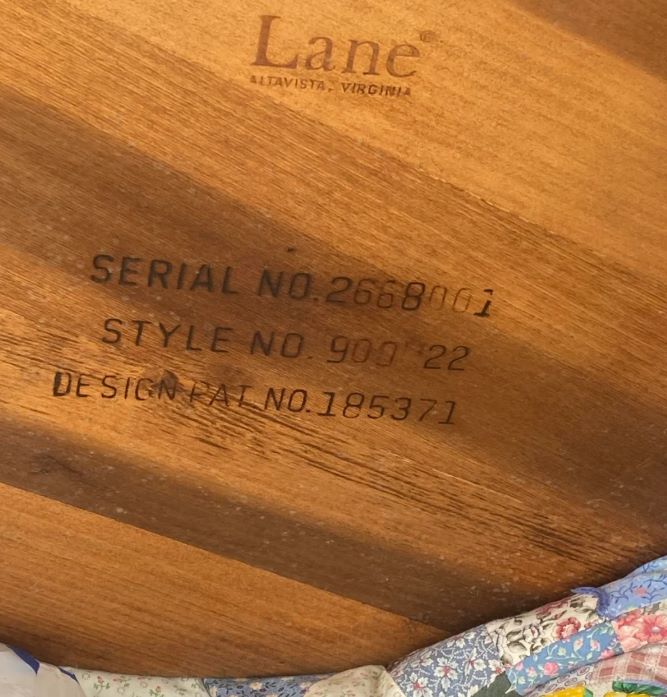 Lane®
ALTAVISTA, VIRGINIA
SERIAL NO. 2668001
STYLE NO.
DESIGN PAT. NO. 185371